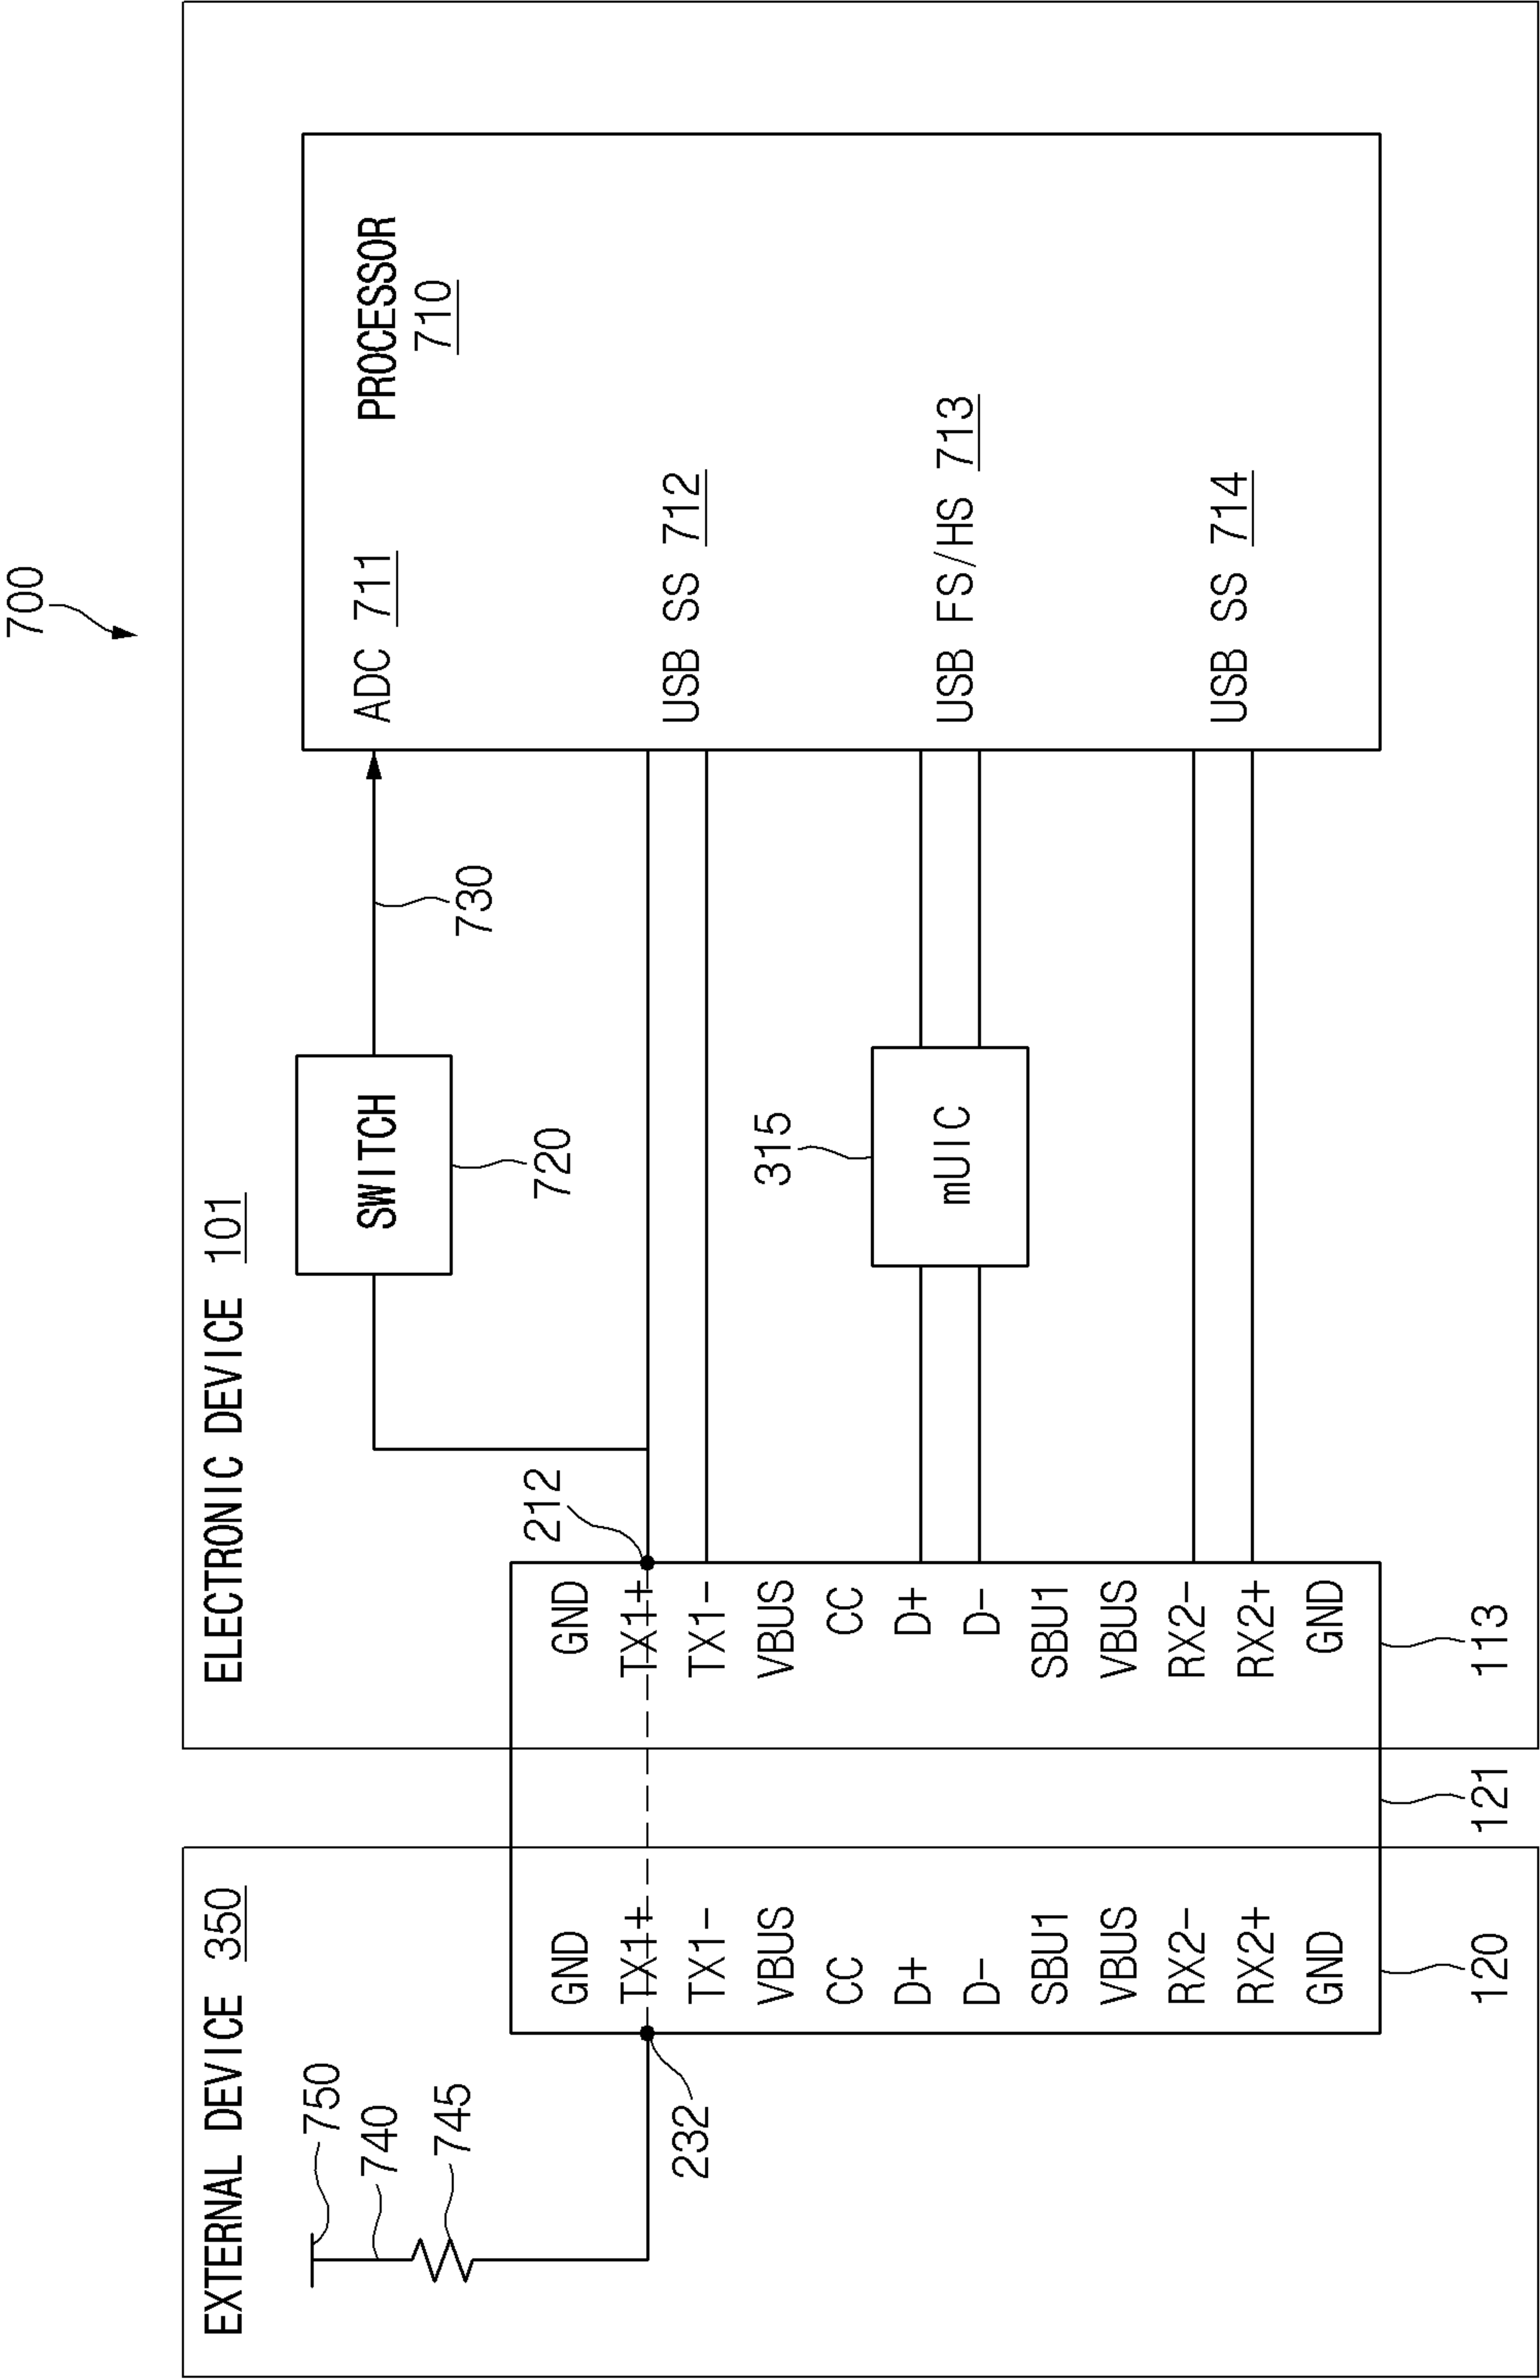 700
EXTERNAL DEVICE 350
ELECTRONIC DEVICE 101
750
740
745
232
GND
TX1+
TX1-
VBUS
CC
D+
D-
SBU1
VBUS
RX2-
RX2+
GND
120
121
GND
TX1+
TX1-
VBUS
CC
D+
D-
SBU1
VBUS
RX2-
RX2+
GND
113
212
SWITCH
720
730
315
mUIC
PROCESSOR
710
ADC 711
USB SS 712
USB FS/HS 713
USB SS 714